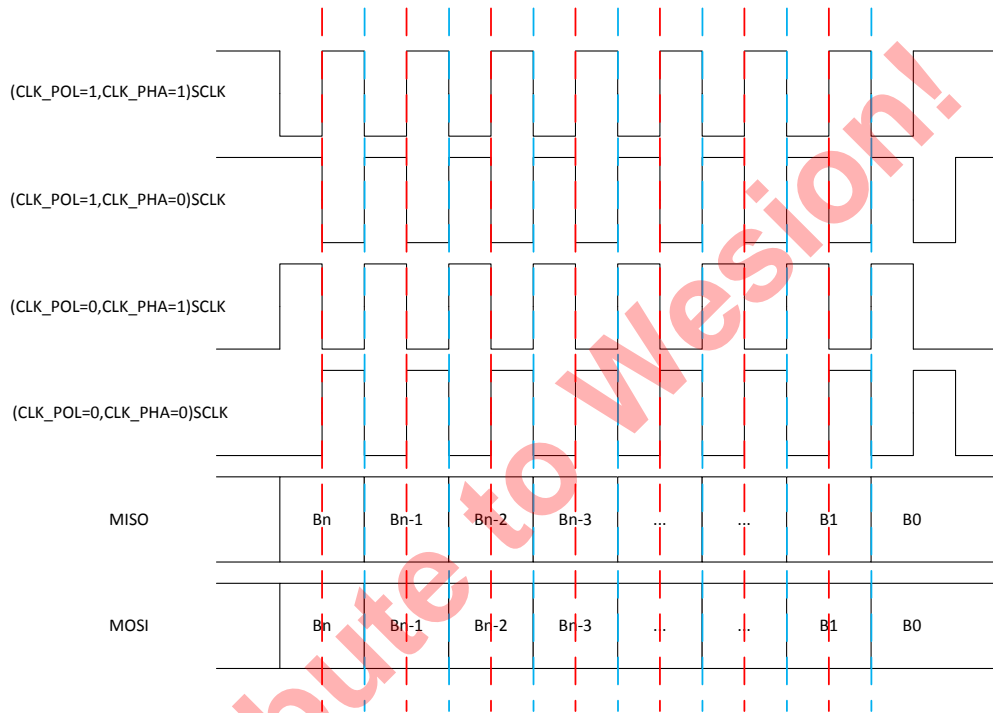 (CLK_POL=1,CLK_PHA=1)SCLK
(CLK_POL=1,CLK_PHA=0)SCLK
(CLK_POL=0,CLK_PHA=1)SCLK
(CLK_POL=0,CLK_PHA=0)SCLK
MISO Bn Bn-1 Bn-2 Bn-3 ... ... B1 B0
MOSI Bn Bn-1 Bn-2 Bn-3 ... ... B1 B0
bute to Wesion!